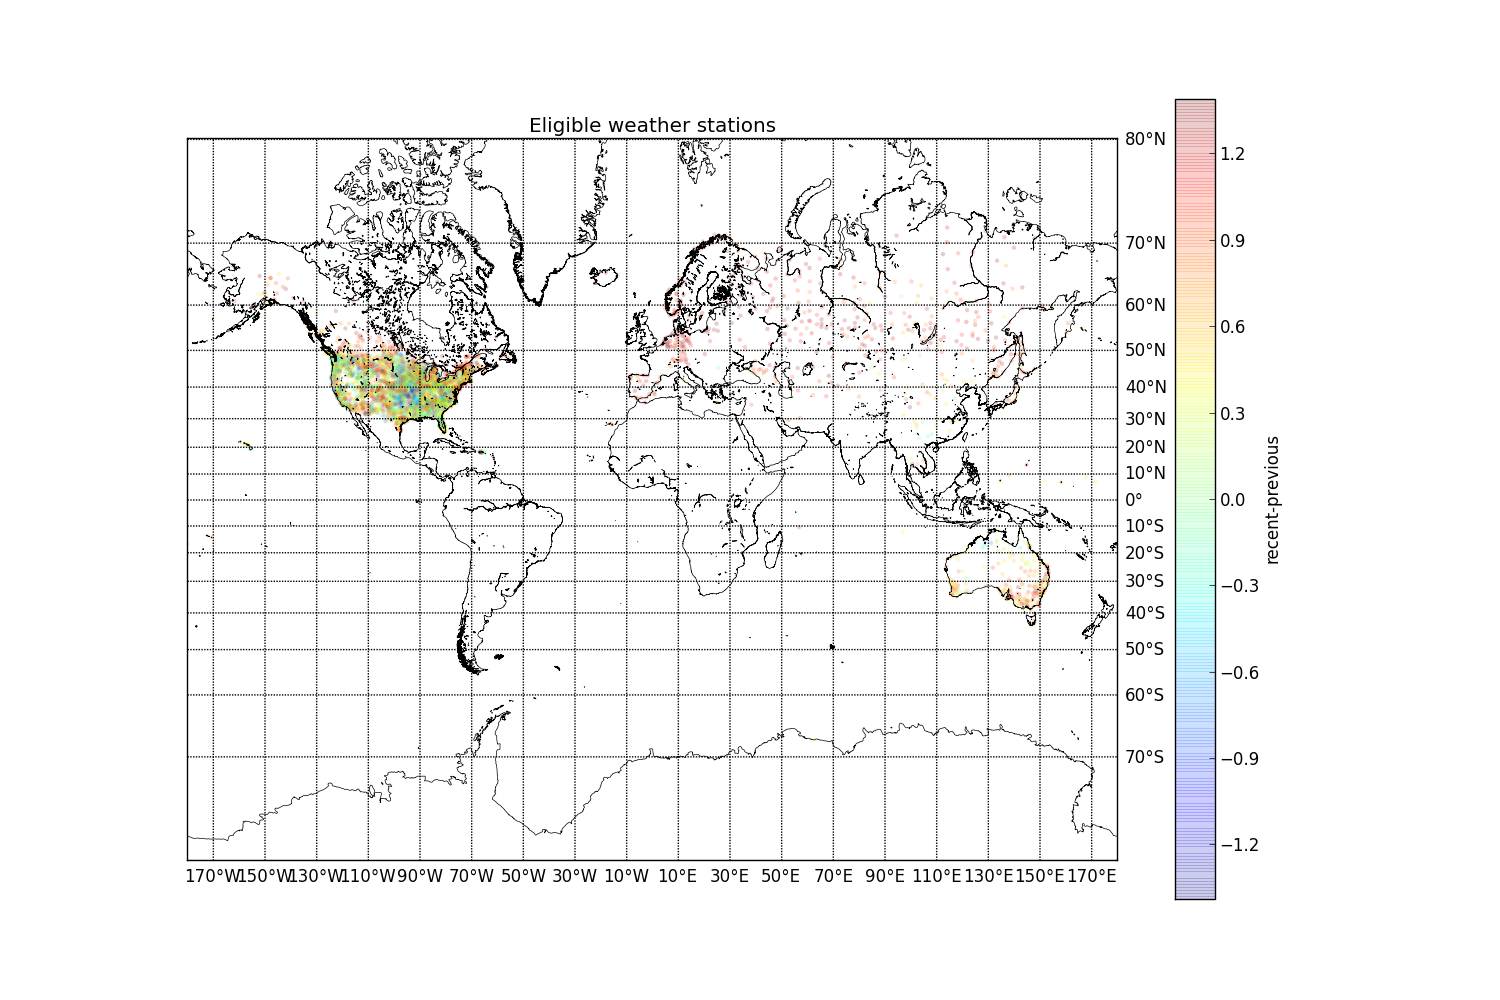 Eligible weather stations
80°N
70°N
60°N
50°N
40°N
30°N
20°N
10°N
0°
10°S
20°S
30°S
40°S
50°S
60°S
70°S
170°W 150°W 130°W 110°W 90°W 70°W 50°W 30°W 10°W 10°E 30°E 50°E 70°E 90°E 110°E 130°E 150°E 170°E
1.2
0.9
0.6
0.3
0.0
−0.3
−0.6
−0.9
−1.2
recent-previous